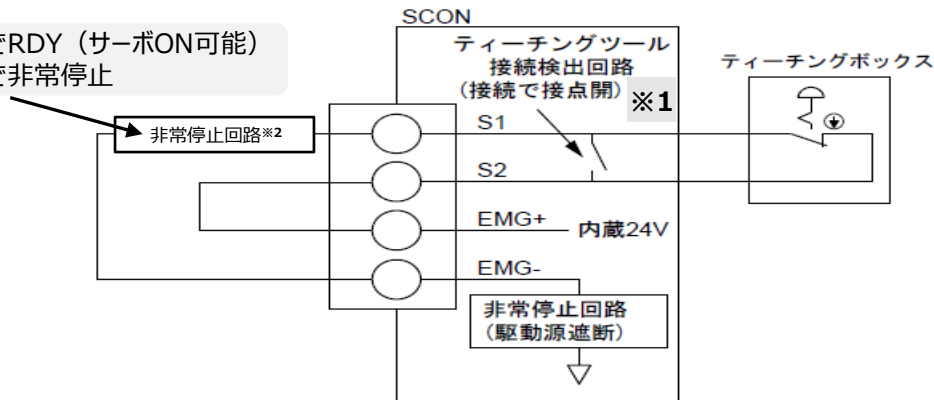 SCON
でRDY（サーボON可能）
で非常停止
ティーチングツール
接続検出回路
(接続で接点開)
※1
ティーチングボックス
非常停止回路※2
S1
S2
EMG+
内蔵24V
EMG-
非常停止回路
(駆動源遮断)